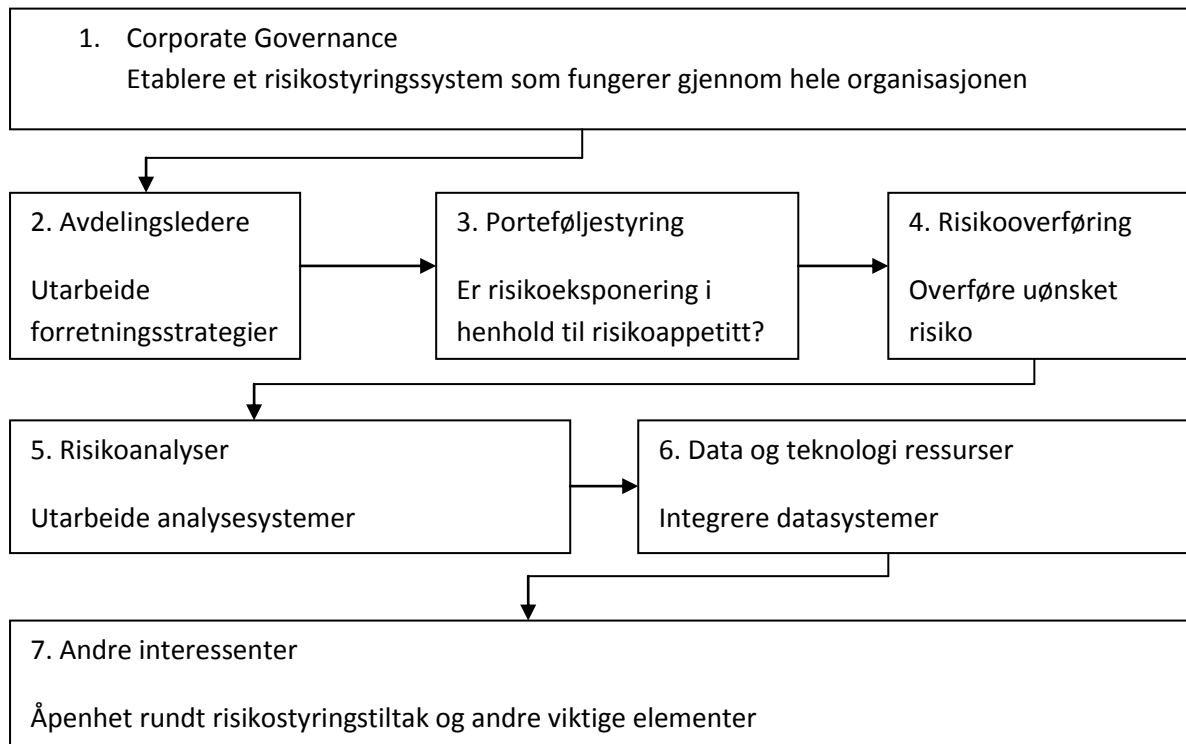 1. Corporate Governance
Etablere et risikostyringssystem som fungerer gjennom hele organisasjonen
2. Avdelingsledere
Utarbeide
forretningsstrategier
3. Porteføljestyring
Er risikoeksponering i
henhold til risikoappetitt?
4. Risikooverføring
Overføre uønsket
risiko
5. Risikoanalyser
Utarbeide analysesystemer
6. Data og teknologi ressurser
Integrere datasystemer
7. Andre interessenter
Åpenhet rundt risikostyringstiltak og andre viktige elementer